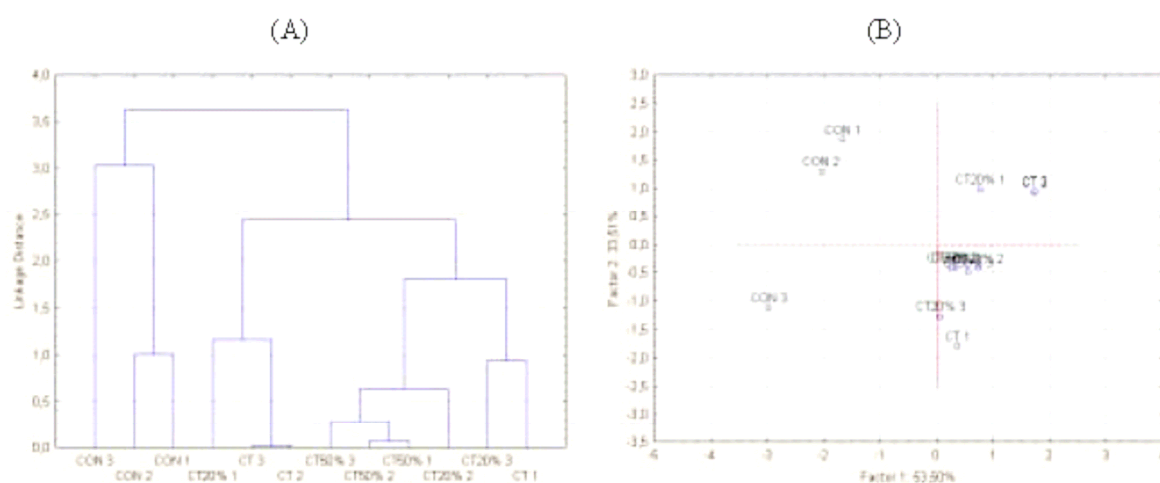 (A)
(B)
4,0
3,5
3,0
2,5
2,0
1,5
1,0
0,5
0,0
Linkage Distance
CON 3
CON 2
CON 1
CT20% 1
CT 3
CT 2
CT50% 3
CT50% 2
CT50% 1
CT20% 2
CT20% 3
CT 1
3,0
2,5
2,0
1,5
1,0
0,5
0,0
-0,5
-1,0
-1,5
-2,0
-2,5
-3,0
-3,5
CON 1
CON 2
CT20% 1
CON 3
CT20% 3
CT 1
-4
-3
-2
-1
0
1
2
3